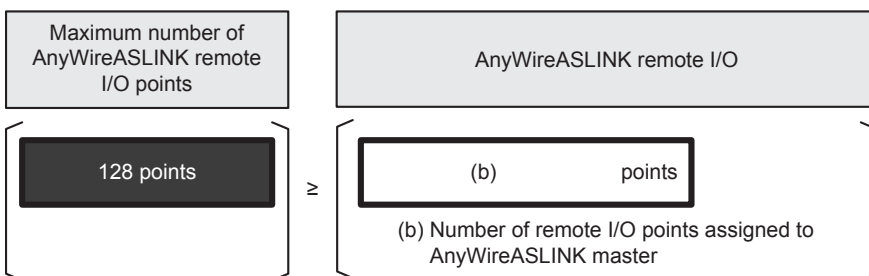 Maximum number of
AnyWireASLINK remote
I/O points
AnyWireASLINK remote I/O
128 points
≥
(b) points
(b) Number of remote I/O points assigned to
AnyWireASLINK master